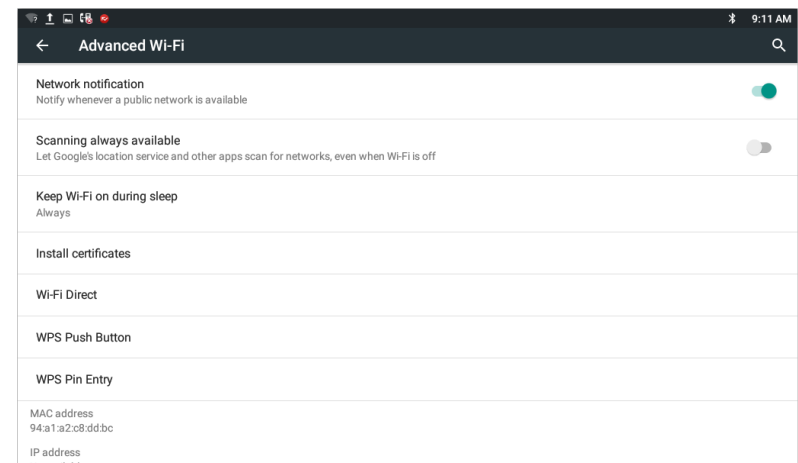 9:11 AM
Advanced Wi-Fi
Network notification
Notify whenever a public network is available
Scanning always available
Let Google's location service and other apps scan for networks, even when Wi-Fi is off
Keep Wi-Fi on during sleep
Always
Install certificates
Wi-Fi Direct
WPS Push Button
WPS Pin Entry
MAC address
94:a1:a2:c8:dd:bc
IP address